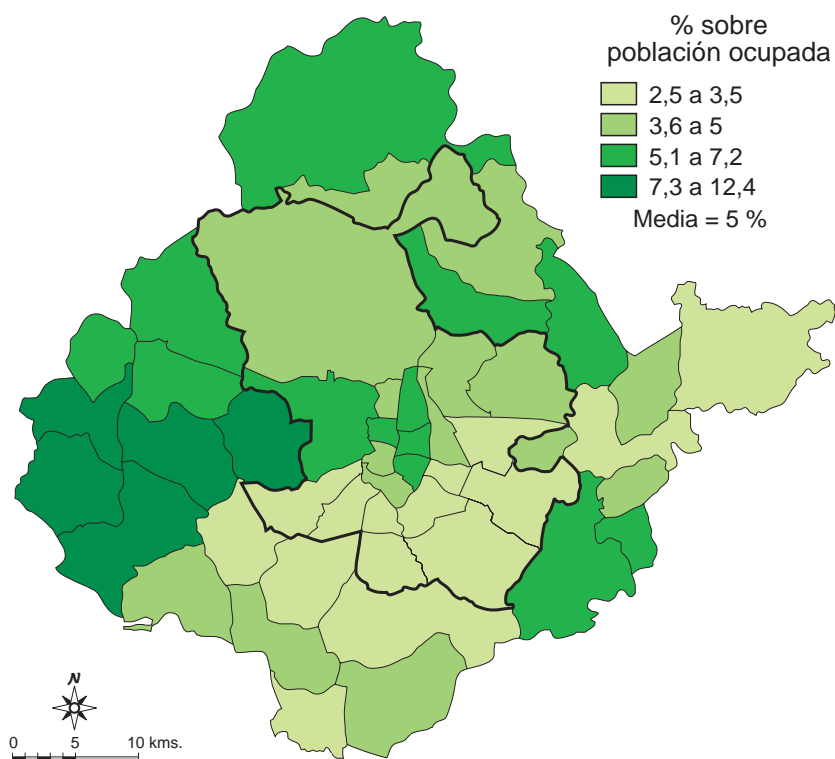 % sobre
población ocupada
2,5 a 3,5
3,6 a 5
5,1 a 7,2
7,3 a 12,4
Media = 5 %
N
0 5 10 kms.